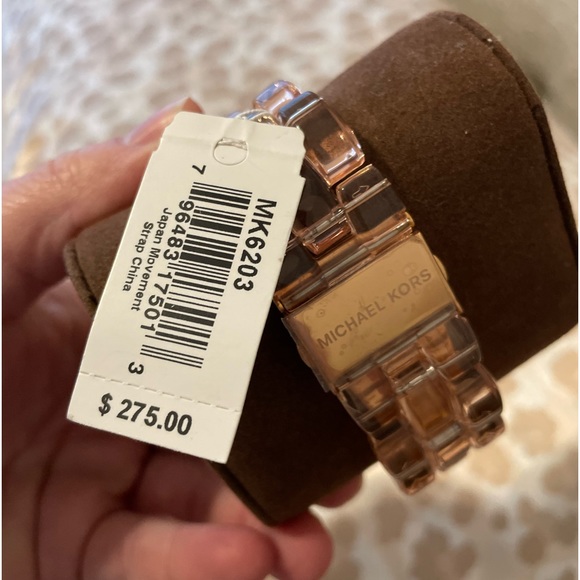 MK6203
7 96483 17501 3
Japan Movement
Strap China
$ 275.00
MICHAEL KORS